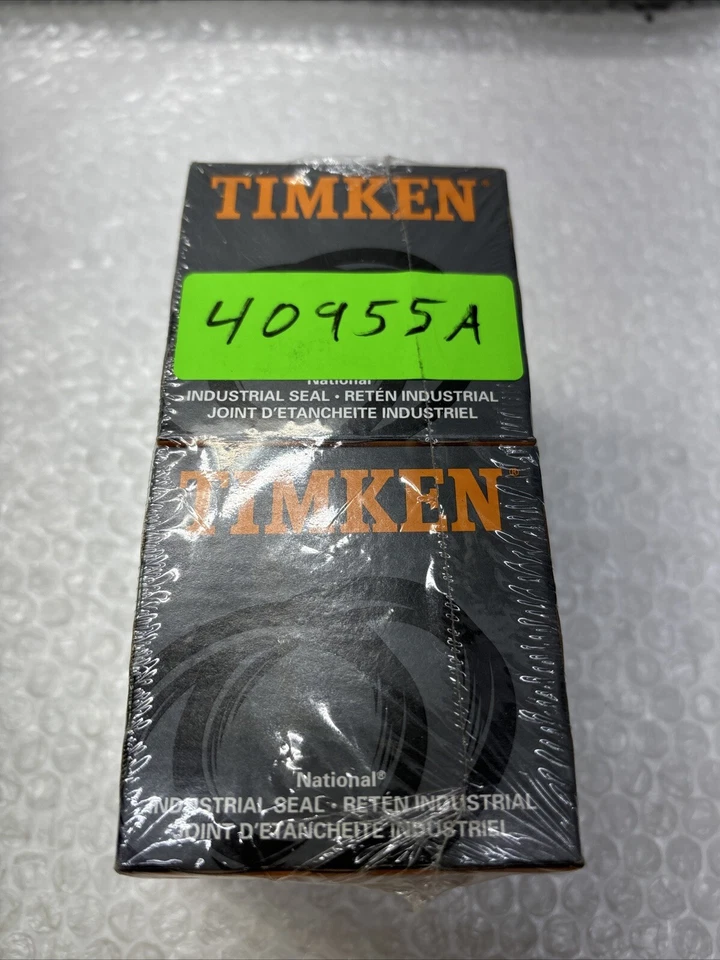 TIMKEN
40955A
National
INDUSTRIAL SEAL • RETÉN INDUSTRIAL
JOINT D'ETANCHEITE INDUSTRIEL
TIMKEN®
National®
INDUSTRIAL SEAL • RETÉN INDUSTRIAL
JOINT D'ETANCHEITE INDUSTRIEL